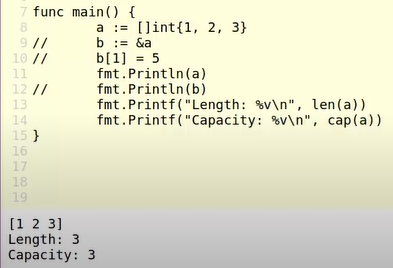 7 func main() {
8         a := []int{1, 2, 3}
9 //      b := &a
10 //      b[1] = 5
11         fmt.Println(a)
12 //      fmt.Println(b)
13         fmt.Printf("Length: %v\n", len(a))
14         fmt.Printf("Capacity: %v\n", cap(a))
15 }
16
17
18
19
[1 2 3]
Length: 3
Capacity: 3